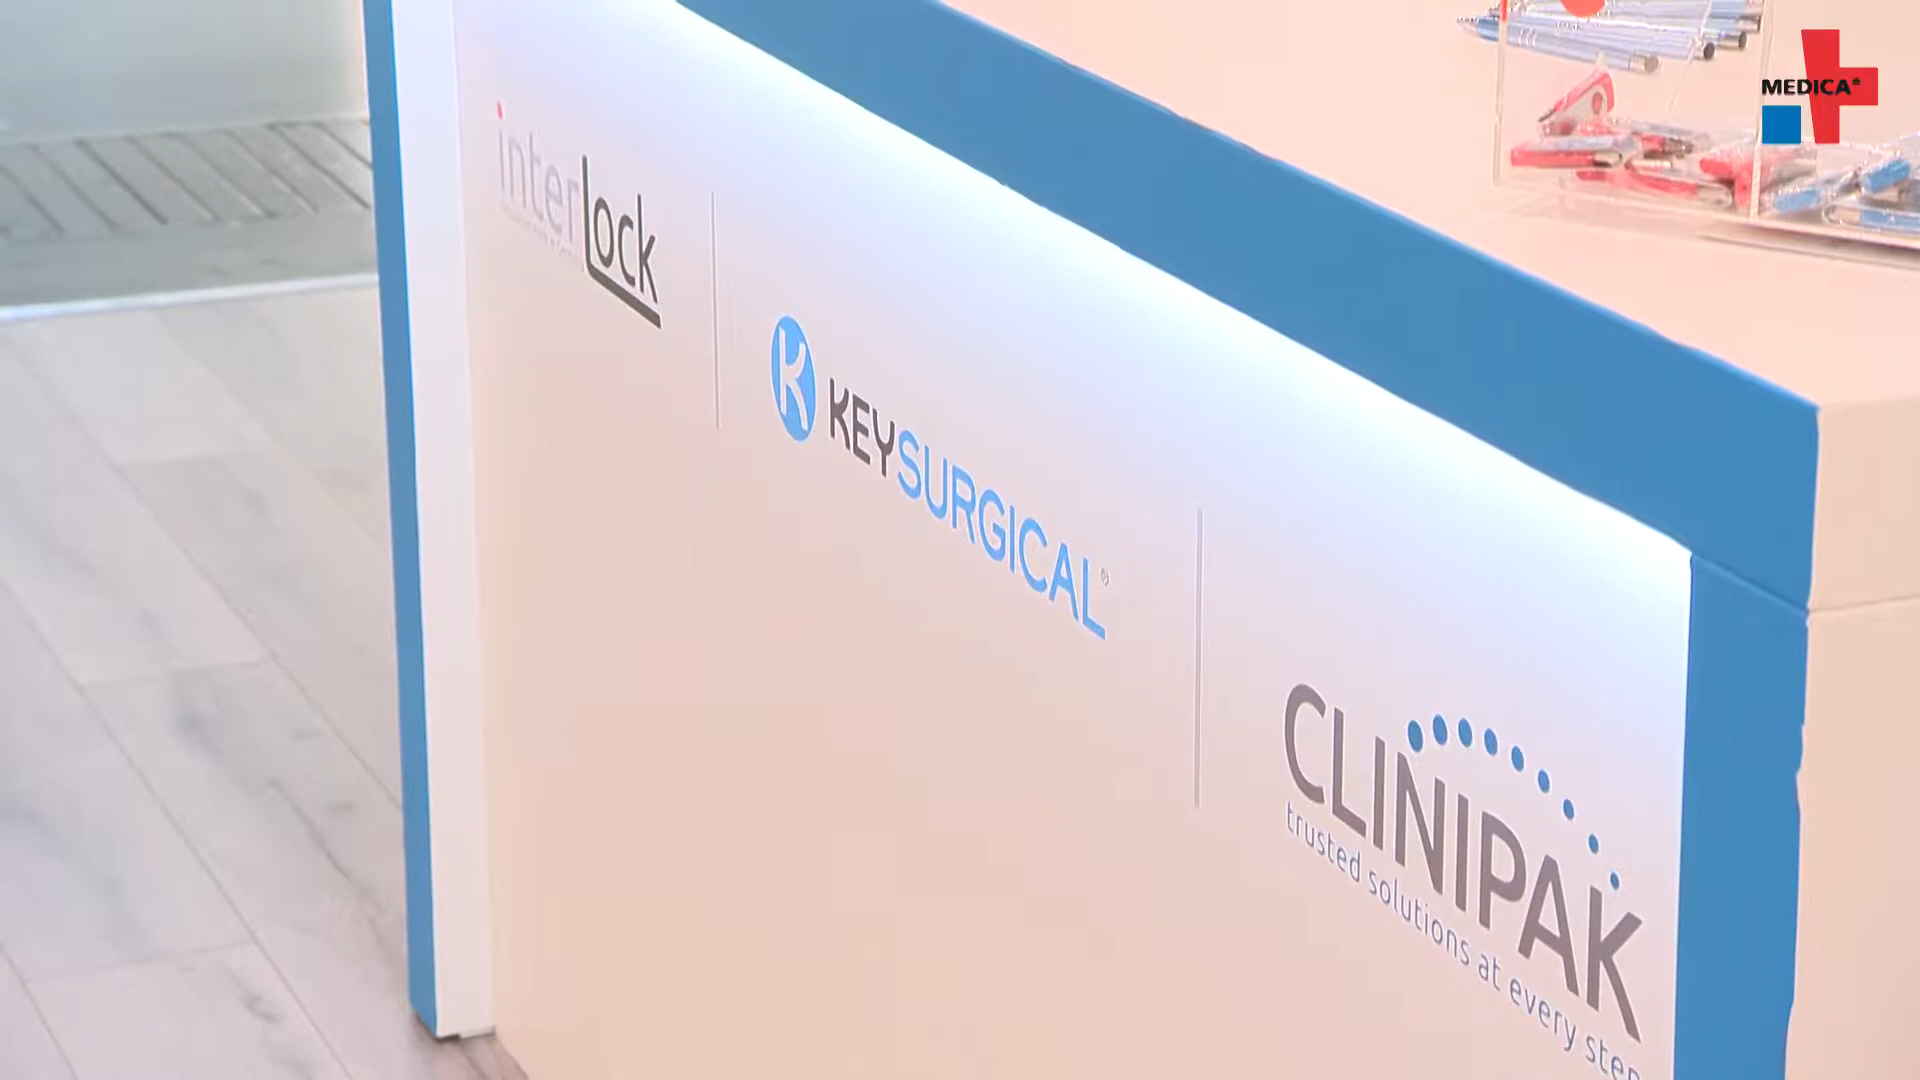 MEDICA®
interLock
K KEYSURGICAL®
CLINIPAK
trusted solutions at every step